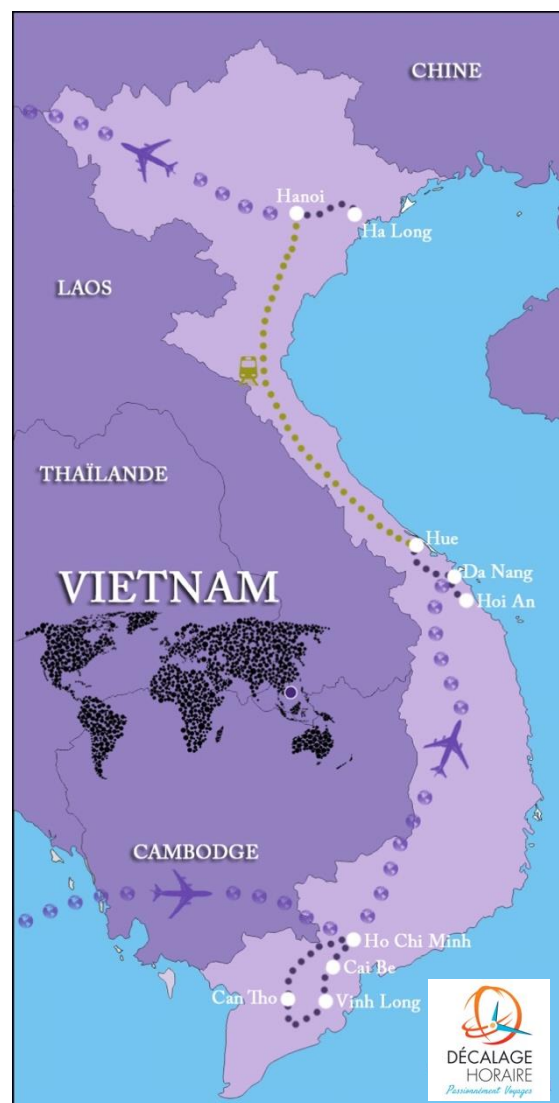 CHINE
Hanoi
Ha Long
LAOS
THAÏLANDE
Hue
Da Nang
VIETNAM
Hoi An
CAMBODGE
Ho Chi Minh
Cai Be
Can Tho
Vinh Long
DÉCALAGE
HORAIRE
Passionnément Voyages